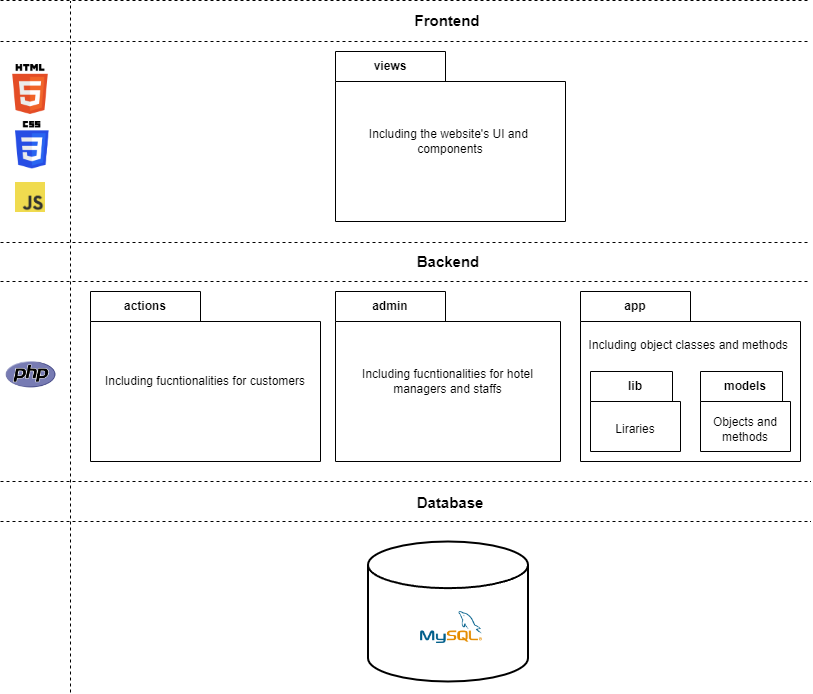 Frontend
HTML
5
CSS
3
JS
views
Including the website's UI and
components
Backend
php
actions
Including fucntionalities for customers
admin
Including fucntionalities for hotel
managers and staffs
app
Including object classes and methods
lib
Liraries
models
Objects and
methods
Database
MySQL